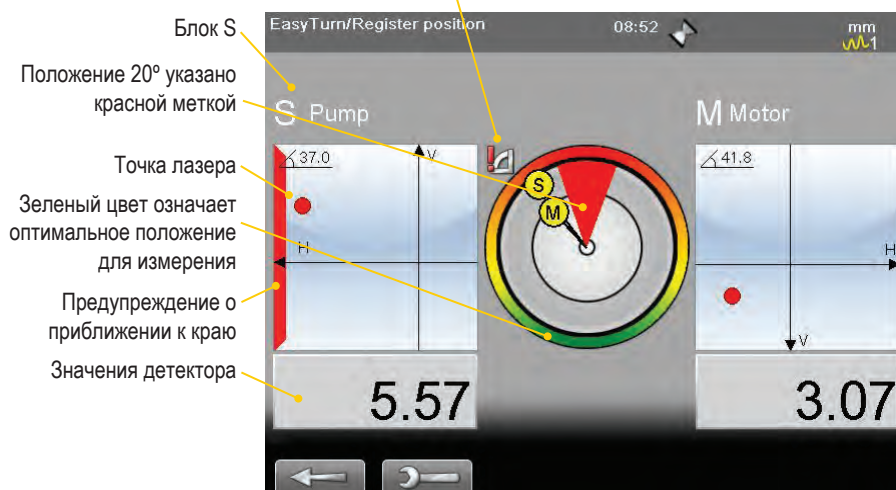 EasyTurn/Register position
08:52
mm
1
Блок S
Положение 20º указано
красной меткой
S Pump
M Motor
37.0
V
41.8
Точка лазера
S
M
Зеленый цвет означает
оптимальное положение
для измерения
H
H
Предупреждение о
приближении к краю
V
Значения детектора
5.57
3.07